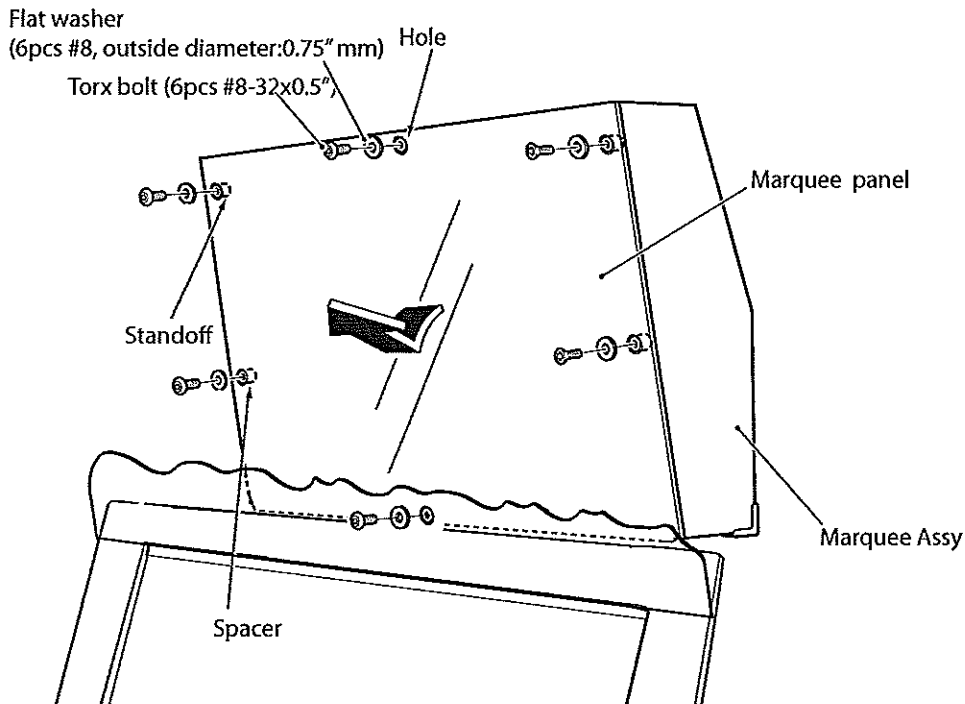 Flat washer
(6pcs #8, outside diameter:0.75" mm)
Hole
Torx bolt (6pcs #8-32x0.5")
Marquee panel
Standoff
Marquee Assy
Spacer